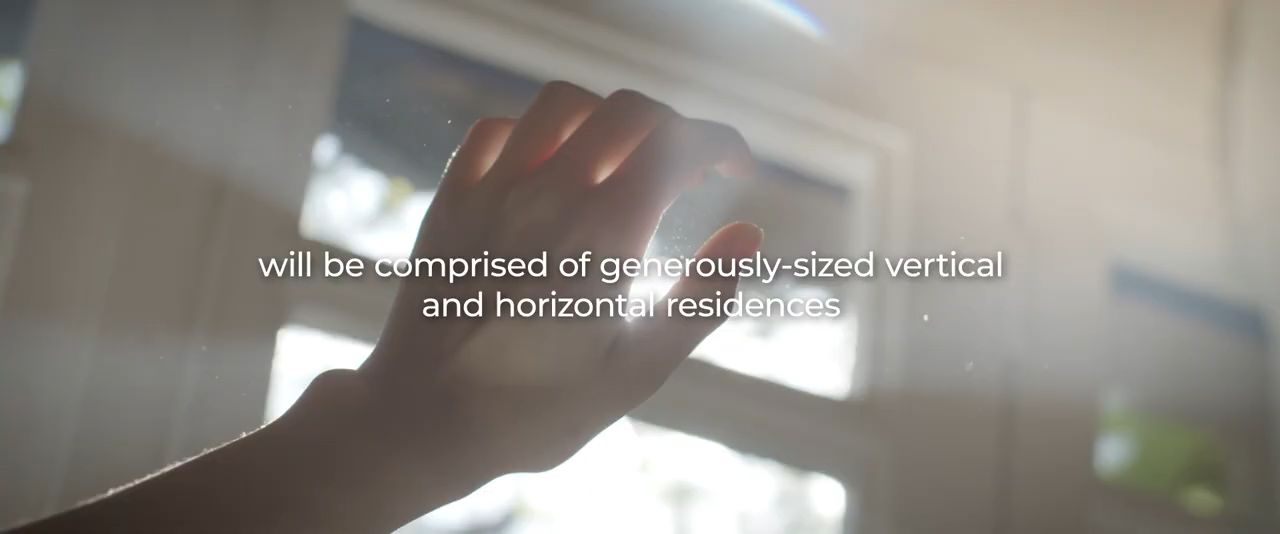 will be comprised of generously-sized vertical
and horizontal residences